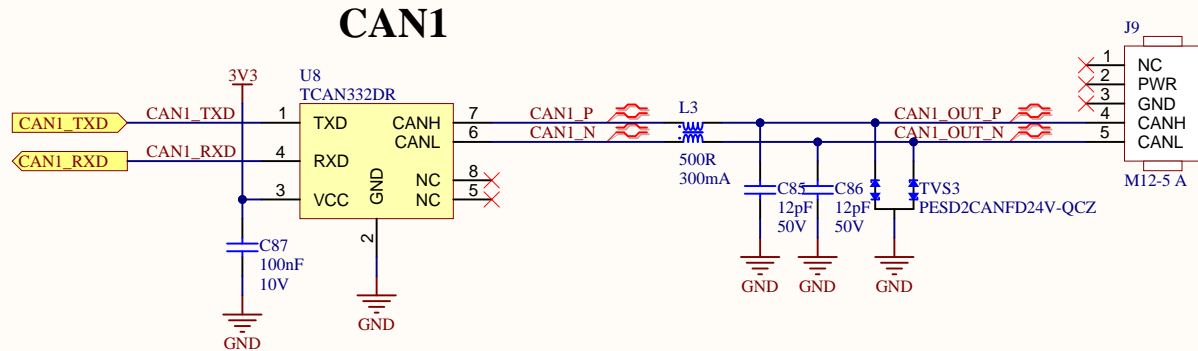 CAN1
J9
3V3
U8
TCAN332DR
CAN1_TXD
CAN1_TXD
1
TXD
CANH
7
CAN1_P
L3
CAN1_OUT_P
1
NC
2
PWR
3
GND
4
CANH
CANL
6
CAN1_N
CAN1_OUT_N
5
CANL
CAN1_RXD
CAN1_RXD
4
RXD
GND
500R
300mA
NC
8
NC
5
3
VCC
M12-5 A
C85
12pF
50V
C86
12pF
50V
TVS3
PESD2CANFD24V-QCZ
2
C87
100nF
10V
GND
GND
GND
GND
GND